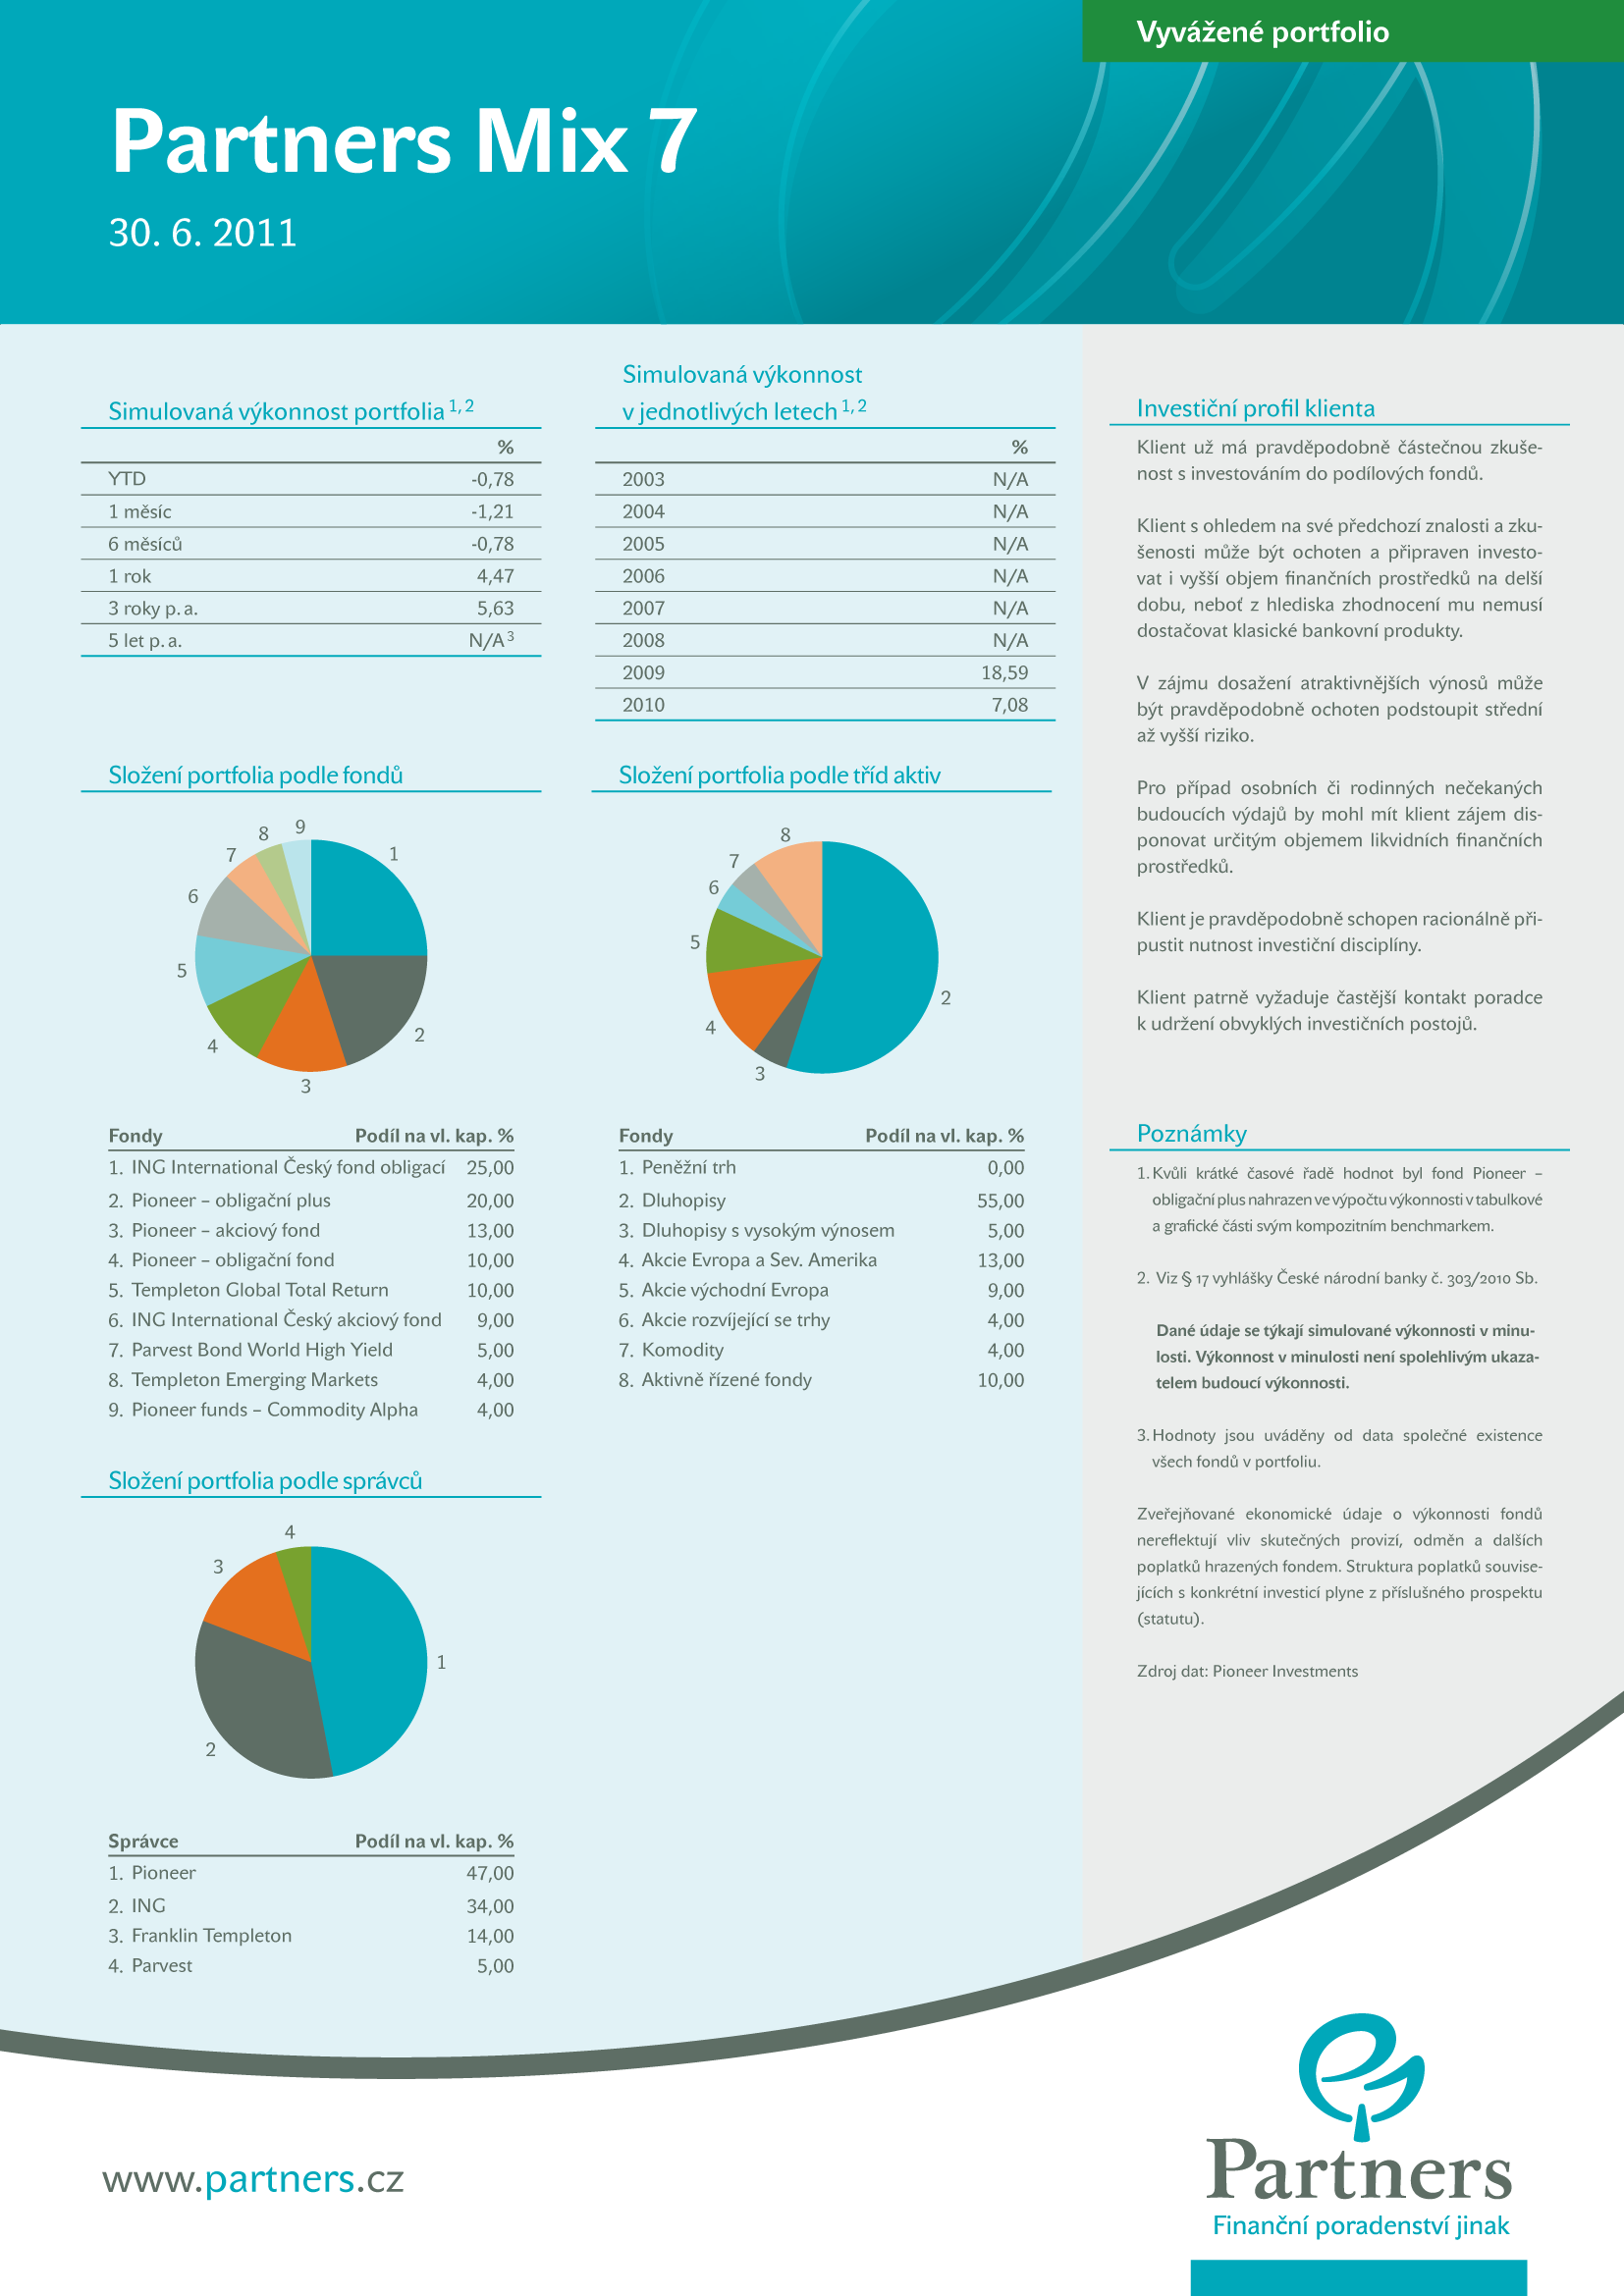 Vyvážené portfolio
Partners Mix 7
30. 6. 2011
Simulovaná výkonnost portfolia 1, 2
%
YTD -0,78
1 měsíc -1,21
6 měsíců -0,78
1 rok 4,47
3 roky p. a. 5,63
5 let p. a. N/A 3
Simulovaná výkonnost
v jednotlivých letech 1, 2
%
2003 N/A
2004 N/A
2005 N/A
2006 N/A
2007 N/A
2008 N/A
2009 18,59
2010 7,08
Složení portfolia podle fondů
1
2
3
4
5
6
7
8
9
Fondy Podíl na vl. kap. %
1. ING International Český fond obligací 25,00
2. Pioneer – obligační plus 20,00
3. Pioneer – akciový fond 13,00
4. Pioneer – obligační fond 10,00
5. Templeton Global Total Return 10,00
6. ING International Český akciový fond 9,00
7. Parvest Bond World High Yield 5,00
8. Templeton Emerging Markets 4,00
9. Pioneer funds – Commodity Alpha 4,00
Složení portfolia podle tříd aktiv
2
3
4
5
6
7
8
Fondy Podíl na vl. kap. %
1. Peněžní trh 0,00
2. Dluhopisy 55,00
3. Dluhopisy s vysokým výnosem 5,00
4. Akcie Evropa a Sev. Amerika 13,00
5. Akcie východní Evropa 9,00
6. Akcie rozvíjející se trhy 4,00
7. Komodity 4,00
8. Aktivně řízené fondy 10,00
Složení portfolia podle správců
1
2
3
4
Správce Podíl na vl. kap. %
1. Pioneer 47,00
2. ING 34,00
3. Franklin Templeton 14,00
4. Parvest 5,00
Investiční profil klienta
Klient už má pravděpodobně částečnou zkuše-
nost s investováním do podílových fondů.
Klient s ohledem na své předchozí znalosti a zku-
šenosti může být ochoten a připraven investo-
vat i vyšší objem finančních prostředků na delší
dobu, neboť z hlediska zhodnocení mu nemusí
dostačovat klasické bankovní produkty.
V zájmu dosažení atraktivnějších výnosů může
být pravděpodobně ochoten podstoupit střední
až vyšší riziko.
Pro případ osobních či rodinných nečekaných
budoucích výdajů by mohl mít klient zájem dis-
ponovat určitým objemem likvidních finančních
prostředků.
Klient je pravděpodobně schopen racionálně při-
pustit nutnost investiční disciplíny.
Klient patrně vyžaduje častější kontakt poradce
k udržení obvyklých investičních postojů.
Poznámky
1. Kvůli krátké časové řadě hodnot byl fond Pioneer –
obligační plus nahrazen ve výpočtu výkonnosti v tabulkové
a grafické části svým kompozitním benchmarkem.
2. Viz § 17 vyhlášky České národní banky č. 303/2010 Sb.
Dané údaje se týkají simulované výkonnosti v minu-
losti. Výkonnost v minulosti není spolehlivým ukaza-
telem budoucí výkonnosti.
3. Hodnoty jsou uváděny od data společné existence
všech fondů v portfoliu.
Zveřejňované ekonomické údaje o výkonnosti fondů
nereflektují vliv skutečných provizí, odměn a dalších
poplatků hrazených fondem. Struktura poplatků souvise-
jících s konkrétní investicí plyne z příslušného prospektu
(statutu).
Zdroj dat: Pioneer Investments
www.partners.cz
Partners
Finanční poradenství jinak